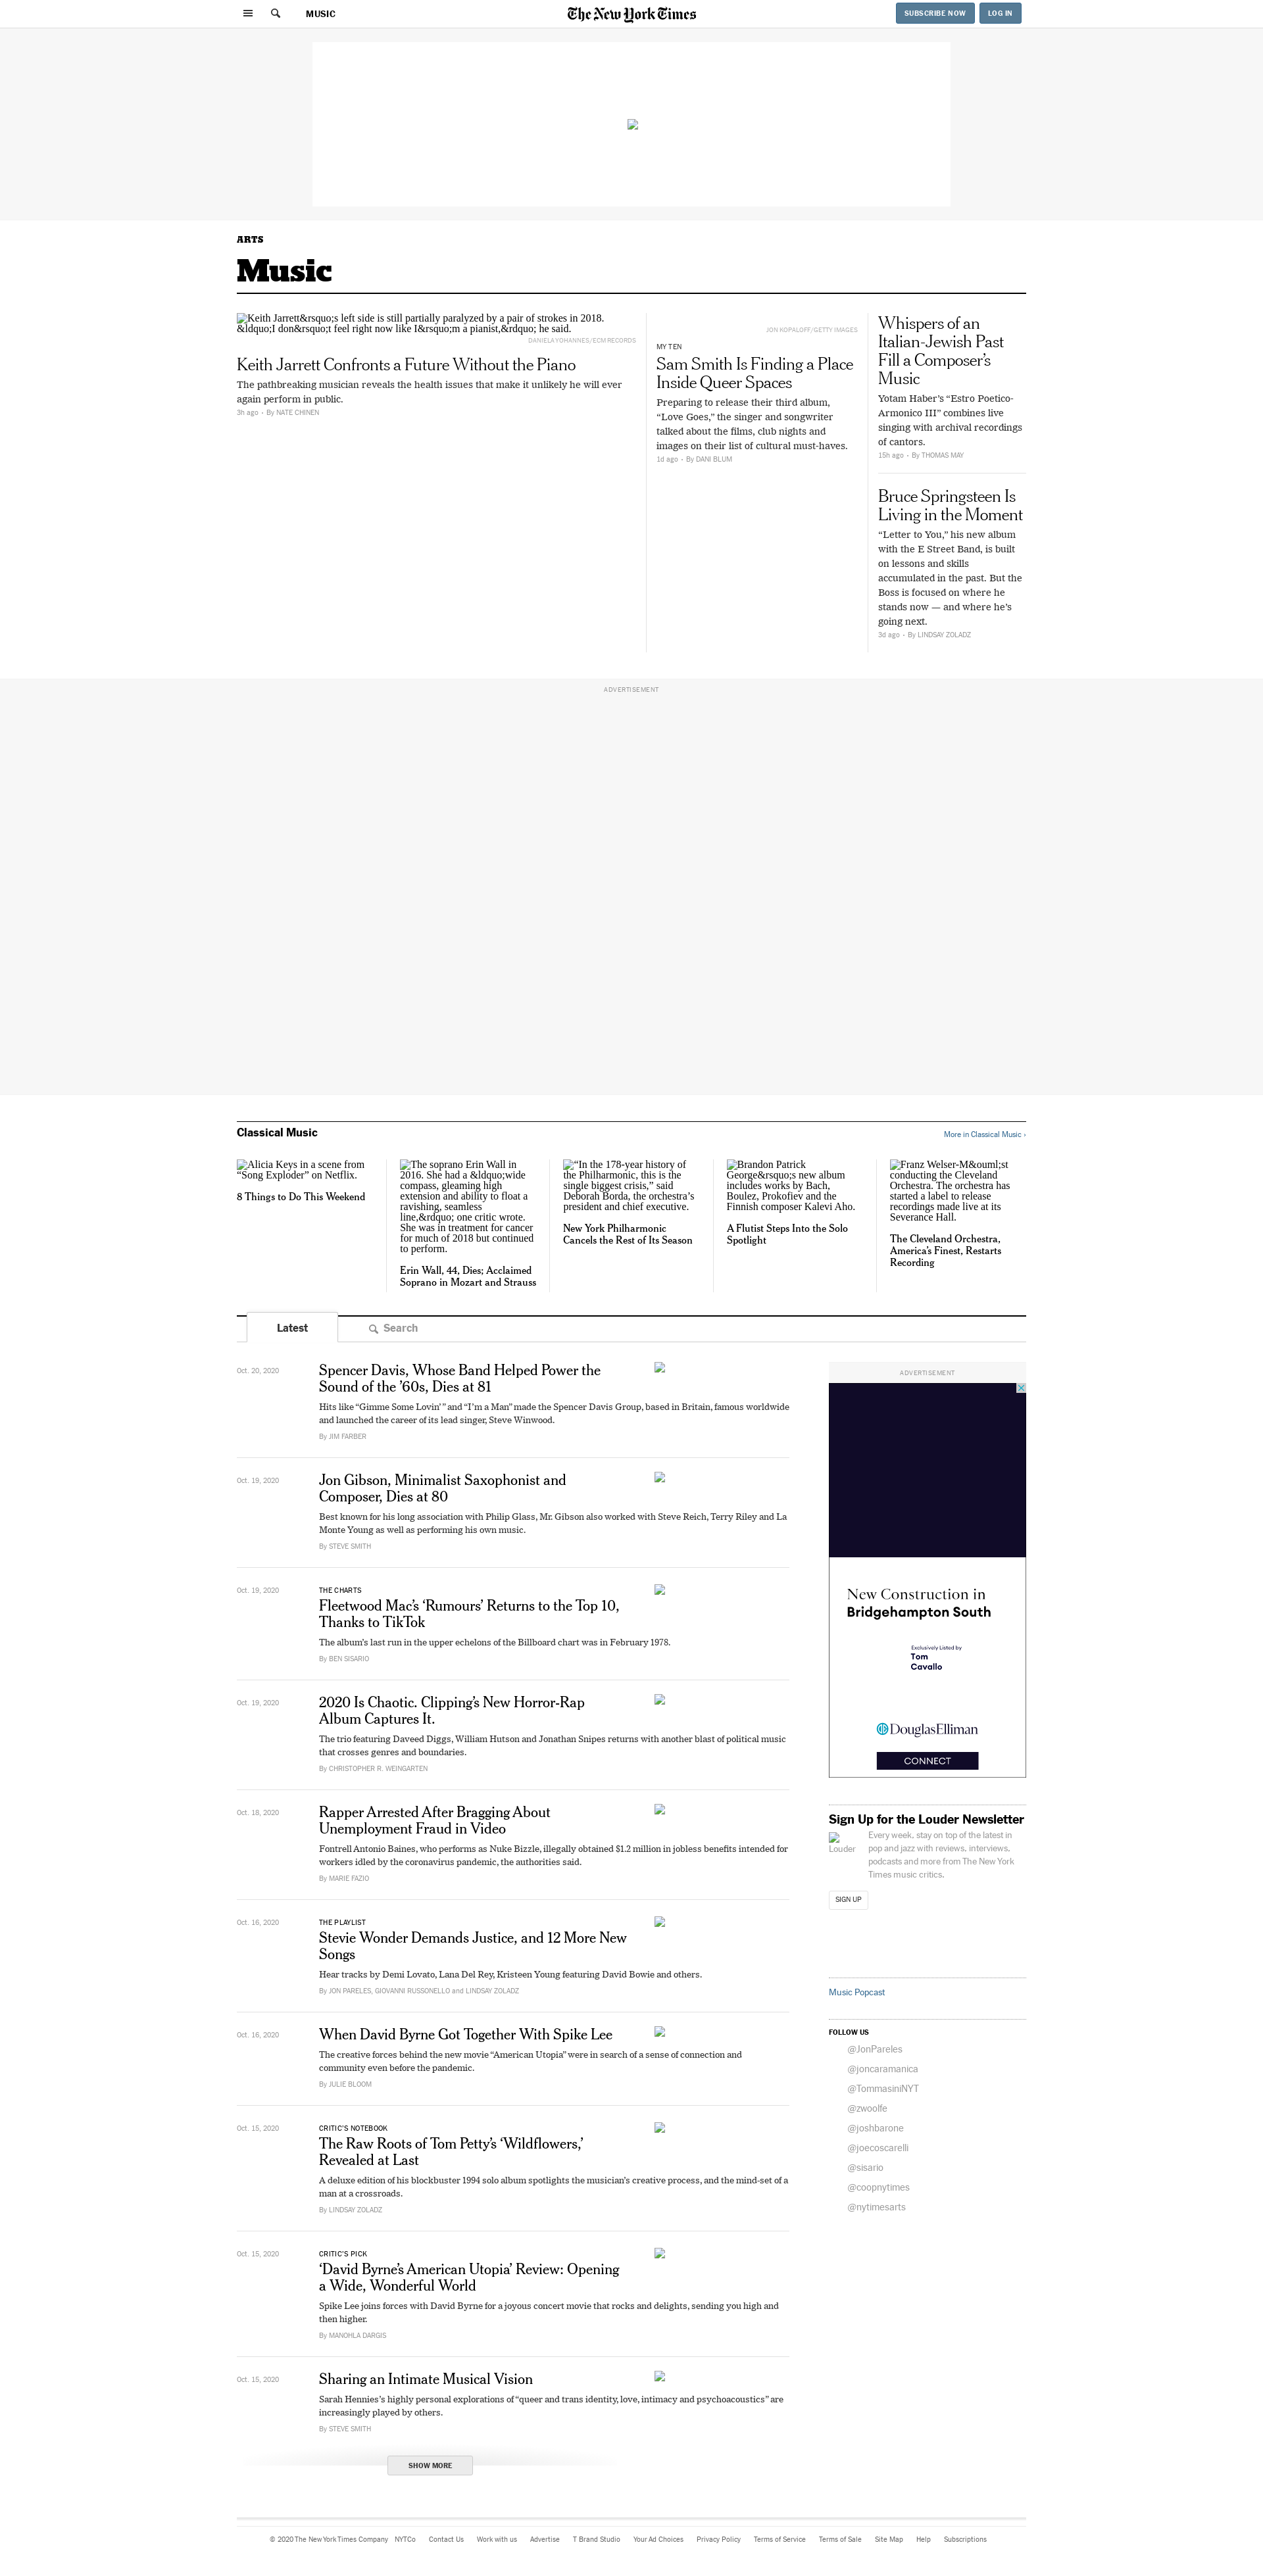 MUSIC
The New York Times
SUBSCRIBE NOW
LOG IN
ARTS
Music
Keith Jarrett&rsquo;s left side is still partially paralyzed by a pair of strokes in 2018.
&ldquo;I don&rsquo;t feel right now like I&rsquo;m a pianist,&rdquo; he said.
DANIELA YOHANNES/ECM RECORDS
Keith Jarrett Confronts a Future Without the Piano
The pathbreaking musician reveals the health issues that make it unlikely he will ever
again perform in public.
3h ago • By NATE CHINEN
JON KOPALOFF/GETTY IMAGES
MY TEN
Sam Smith Is Finding a Place
Inside Queer Spaces
Preparing to release their third album,
“Love Goes,” the singer and songwriter
talked about the films, club nights and
images on their list of cultural must-haves.
1d ago • By DANI BLUM
Whispers of an
Italian-Jewish Past
Fill a Composer’s
Music
Yotam Haber’s “Estro Poetico-
Armonico III” combines live
singing with archival recordings
of cantors.
15h ago • By THOMAS MAY
Bruce Springsteen Is
Living in the Moment
“Letter to You,” his new album
with the E Street Band, is built
on lessons and skills
accumulated in the past. But the
Boss is focused on where he
stands now — and where he’s
going next.
3d ago • By LINDSAY ZOLADZ
ADVERTISEMENT
Classical Music
More in Classical Music ›
Alicia Keys in a scene from
“Song Exploder” on Netflix.
8 Things to Do This Weekend
The soprano Erin Wall in
2016. She had a &ldquo;wide
compass, gleaming high
extension and ability to float a
ravishing, seamless
line,&rdquo; one critic wrote.
She was in treatment for cancer
for much of 2018 but continued
to perform.
Erin Wall, 44, Dies; Acclaimed
Soprano in Mozart and Strauss
“In the 178-year history of
the Philharmonic, this is the
single biggest crisis,” said
Deborah Borda, the orchestra’s
president and chief executive.
New York Philharmonic
Cancels the Rest of Its Season
Brandon Patrick
George&rsquo;s new album
includes works by Bach,
Boulez, Prokofiev and the
Finnish composer Kalevi Aho.
A Flutist Steps Into the Solo
Spotlight
Franz Welser-M&ouml;st
conducting the Cleveland
Orchestra. The orchestra has
started a label to release
recordings made live at its
Severance Hall.
The Cleveland Orchestra,
America’s Finest, Restarts
Recording
Latest
Search
Oct. 20, 2020
Spencer Davis, Whose Band Helped Power the
Sound of the ’60s, Dies at 81
Hits like “Gimme Some Lovin’ ” and “I’m a Man” made the Spencer Davis Group, based in Britain, famous worldwide
and launched the career of its lead singer, Steve Winwood.
By JIM FARBER
Oct. 19, 2020
Jon Gibson, Minimalist Saxophonist and
Composer, Dies at 80
Best known for his long association with Philip Glass, Mr. Gibson also worked with Steve Reich, Terry Riley and La
Monte Young as well as performing his own music.
By STEVE SMITH
Oct. 19, 2020
THE CHARTS
Fleetwood Mac’s ‘Rumours’ Returns to the Top 10,
Thanks to TikTok
The album’s last run in the upper echelons of the Billboard chart was in February 1978.
By BEN SISARIO
Oct. 19, 2020
2020 Is Chaotic. Clipping’s New Horror-Rap
Album Captures It.
The trio featuring Daveed Diggs, William Hutson and Jonathan Snipes returns with another blast of political music
that crosses genres and boundaries.
By CHRISTOPHER R. WEINGARTEN
Oct. 18, 2020
Rapper Arrested After Bragging About
Unemployment Fraud in Video
Fontrell Antonio Baines, who performs as Nuke Bizzle, illegally obtained $1.2 million in jobless benefits intended for
workers idled by the coronavirus pandemic, the authorities said.
By MARIE FAZIO
Oct. 16, 2020
THE PLAYLIST
Stevie Wonder Demands Justice, and 12 More New
Songs
Hear tracks by Demi Lovato, Lana Del Rey, Kristeen Young featuring David Bowie and others.
By JON PARELES, GIOVANNI RUSSONELLO and LINDSAY ZOLADZ
Oct. 16, 2020
When David Byrne Got Together With Spike Lee
The creative forces behind the new movie “American Utopia” were in search of a sense of connection and
community even before the pandemic.
By JULIE BLOOM
Oct. 15, 2020
CRITIC’S NOTEBOOK
The Raw Roots of Tom Petty’s ‘Wildflowers,’
Revealed at Last
A deluxe edition of his blockbuster 1994 solo album spotlights the musician’s creative process, and the mind-set of a
man at a crossroads.
By LINDSAY ZOLADZ
Oct. 15, 2020
CRITIC’S PICK
‘David Byrne’s American Utopia’ Review: Opening
a Wide, Wonderful World
Spike Lee joins forces with David Byrne for a joyous concert movie that rocks and delights, sending you high and
then higher.
By MANOHLA DARGIS
Oct. 15, 2020
Sharing an Intimate Musical Vision
Sarah Hennies’s highly personal explorations of “queer and trans identity, love, intimacy and psychoacoustics” are
increasingly played by others.
By STEVE SMITH
SHOW MORE
ADVERTISEMENT
New Construction in
Bridgehampton South
Exclusively Listed by
Tom
Cavallo
DouglasElliman
CONNECT
Sign Up for the Louder Newsletter
Louder
Every week, stay on top of the latest in
pop and jazz with reviews, interviews,
podcasts and more from The New York
Times music critics.
SIGN UP
Music Popcast
FOLLOW US
@JonPareles
@joncaramanica
@TommasiniNYT
@zwoolfe
@joshbarone
@joecoscarelli
@sisario
@coopnytimes
@nytimesarts
© 2020 The New York Times Company NYTCo Contact Us Work with us Advertise T Brand Studio Your Ad Choices Privacy Policy Terms of Service Terms of Sale Site Map Help Subscriptions